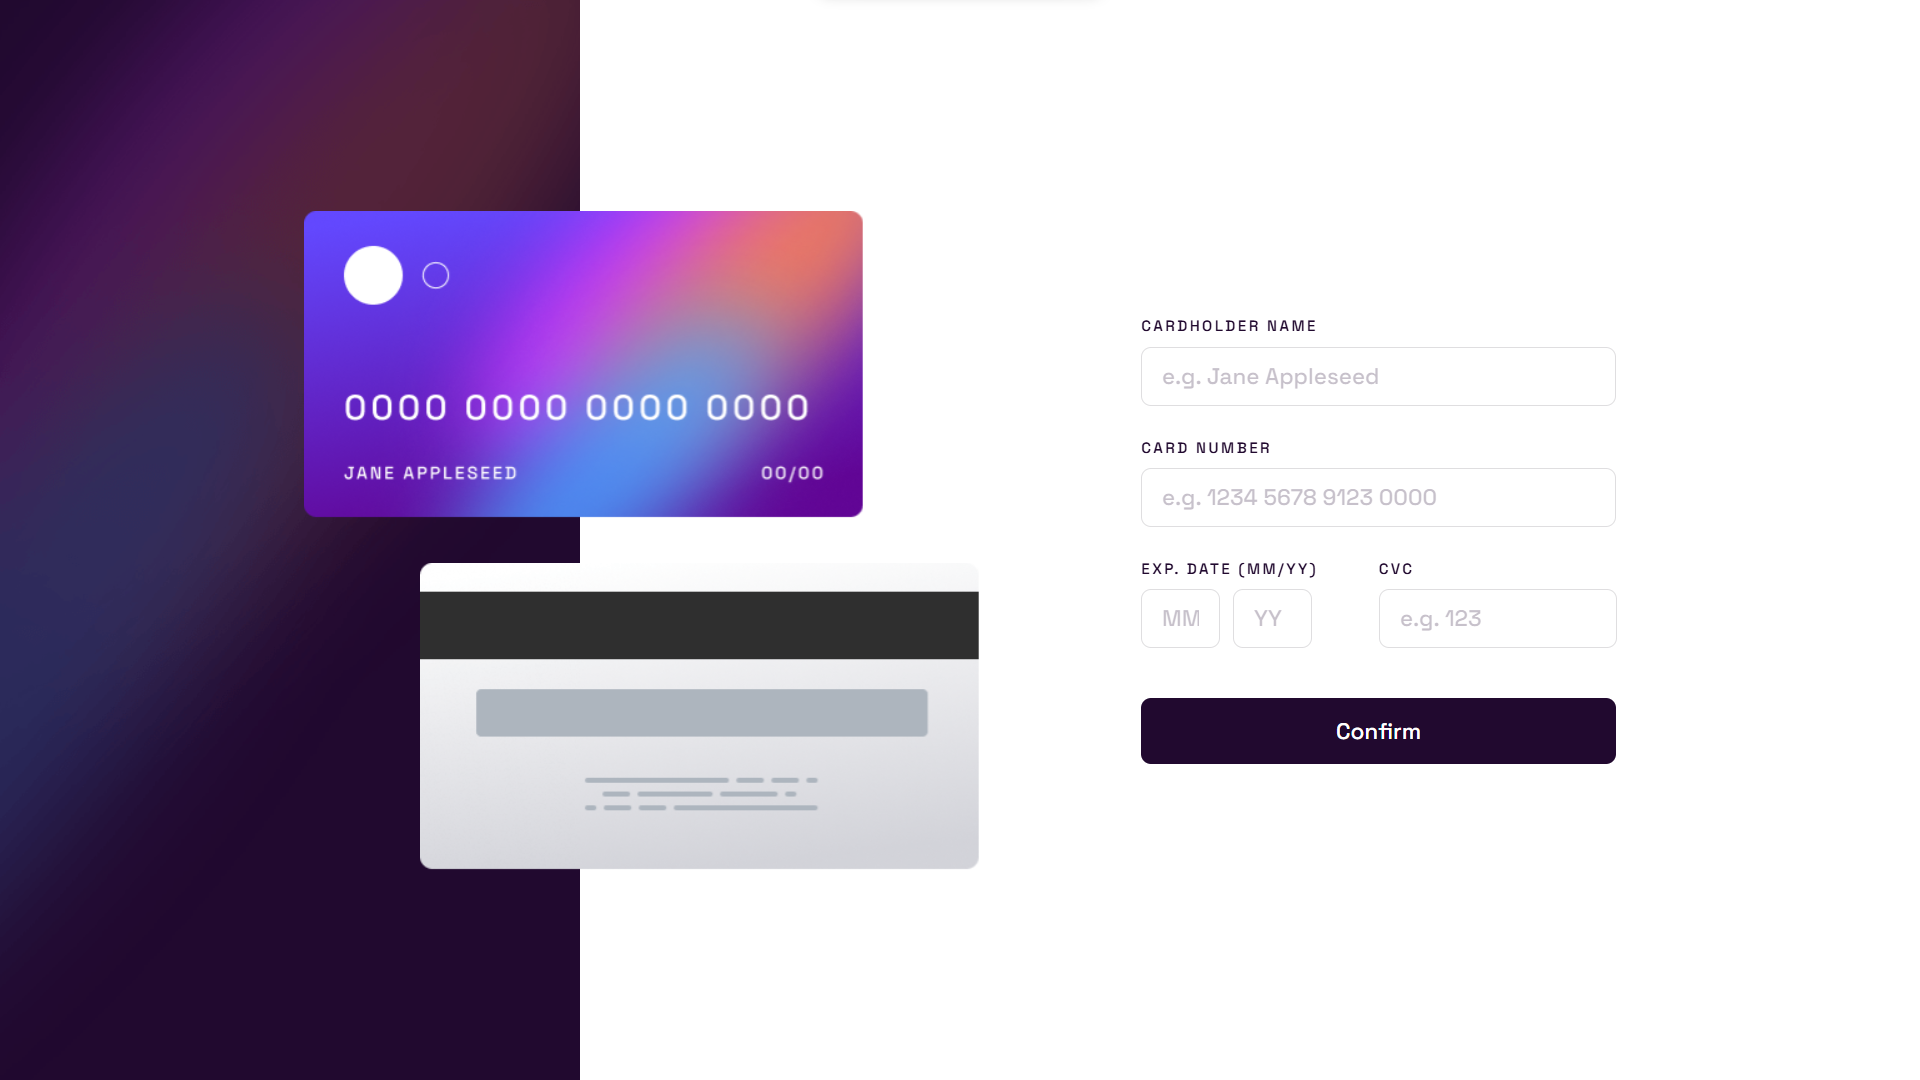 0000 0000 0000 0000
JANE APPLESEED 00/00
CARDHOLDER NAME
e.g. Jane Appleseed
CARD NUMBER
e.g. 1234 5678 9123 0000
EXP. DATE (MM/YY) CVC
MM YY e.g. 123
Confirm